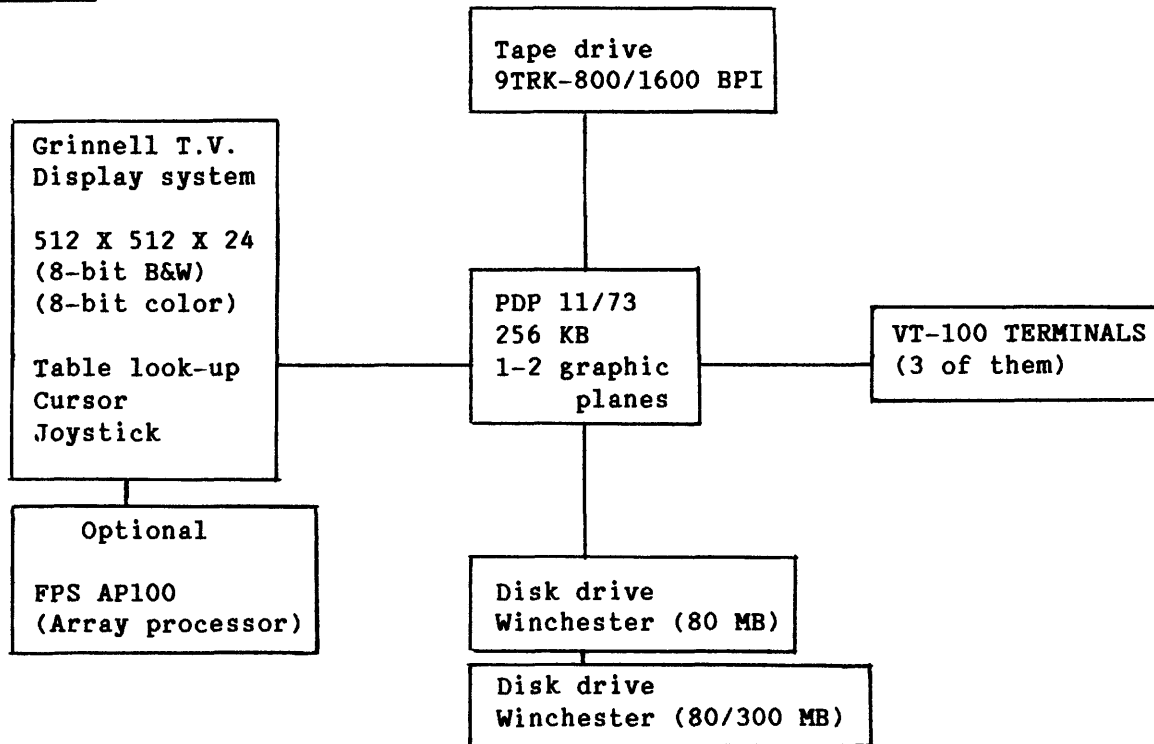 Tape drive
9TRK-800/1600 BPI
Grinnell T.V.
Display system
512 X 512 X 24
(8-bit B&W)
(8-bit color)
Table look-up
Cursor
Joystick
PDP 11/73
256 KB
1-2 graphic
planes
VT-100 TERMINALS
(3 of them)
Optional
FPS AP100
(Array processor)
Disk drive
Winchester (80 MB)
Disk drive
Winchester (80/300 MB)